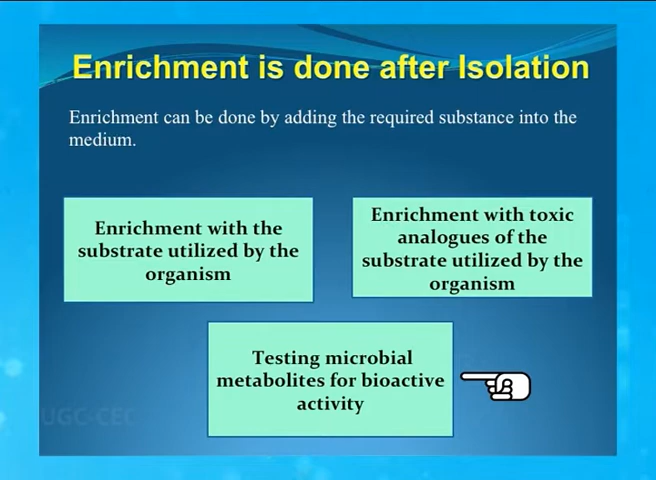 Enrichment is done after Isolation
Enrichment can be done by adding the required substance into the
medium.
Enrichment with the
substrate utilized by the
organism
Enrichment with toxic
analogues of the
substrate utilized by the
organism
Testing microbial
metabolites for bioactive
activity
UGC-CEC